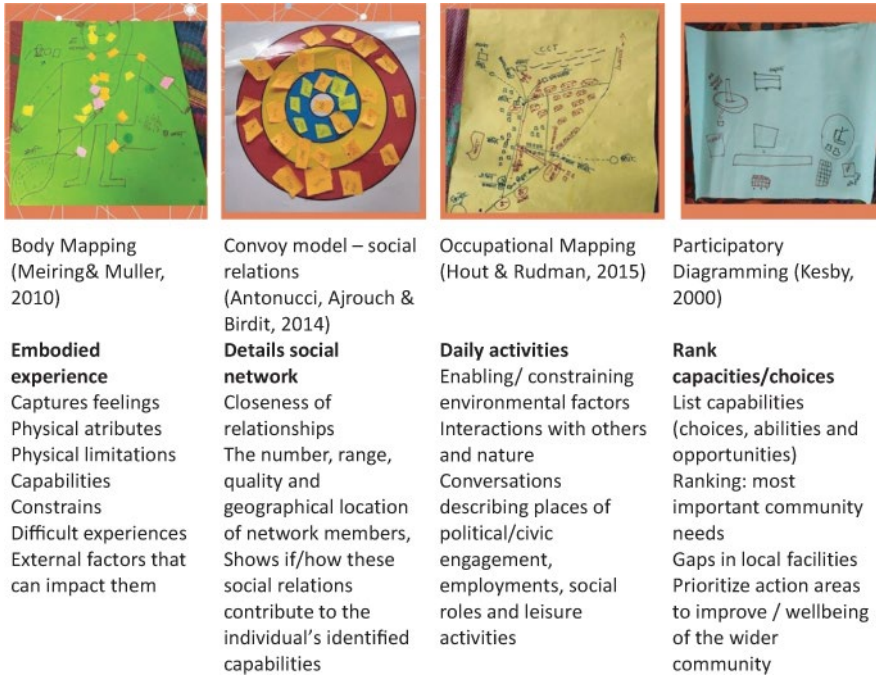 Body Mapping
(Meiring& Muller,
2010)
Embodied
experience
Captures feelings
Physical atributes
Physical limitations
Capabilities
Constrains
Difficult experiences
External factors that
can impact them
Convoy model – social
relations
(Antonucci, Ajrouch &
Birdit, 2014)
Details social
network
Closeness of
relationships
The number, range,
quality and
geographical location
of network members,
Shows if/how these
social relations
contribute to the
individual’s identified
capabilities
Occupational Mapping
(Hout & Rudman, 2015)
Daily activities
Enabling/ constraining
environmental factors
Interactions with others
and nature
Conversations
describing places of
political/civic
engagement,
employments, social
roles and leisure
activities
Participatory
Diagramming (Kesby,
2000)
Rank
capacities/choices
List capabilities
(choices, abilities and
opportunities)
Ranking: most
important community
needs
Gaps in local facilities
Prioritize action areas
to improve / wellbeing
of the wider
community